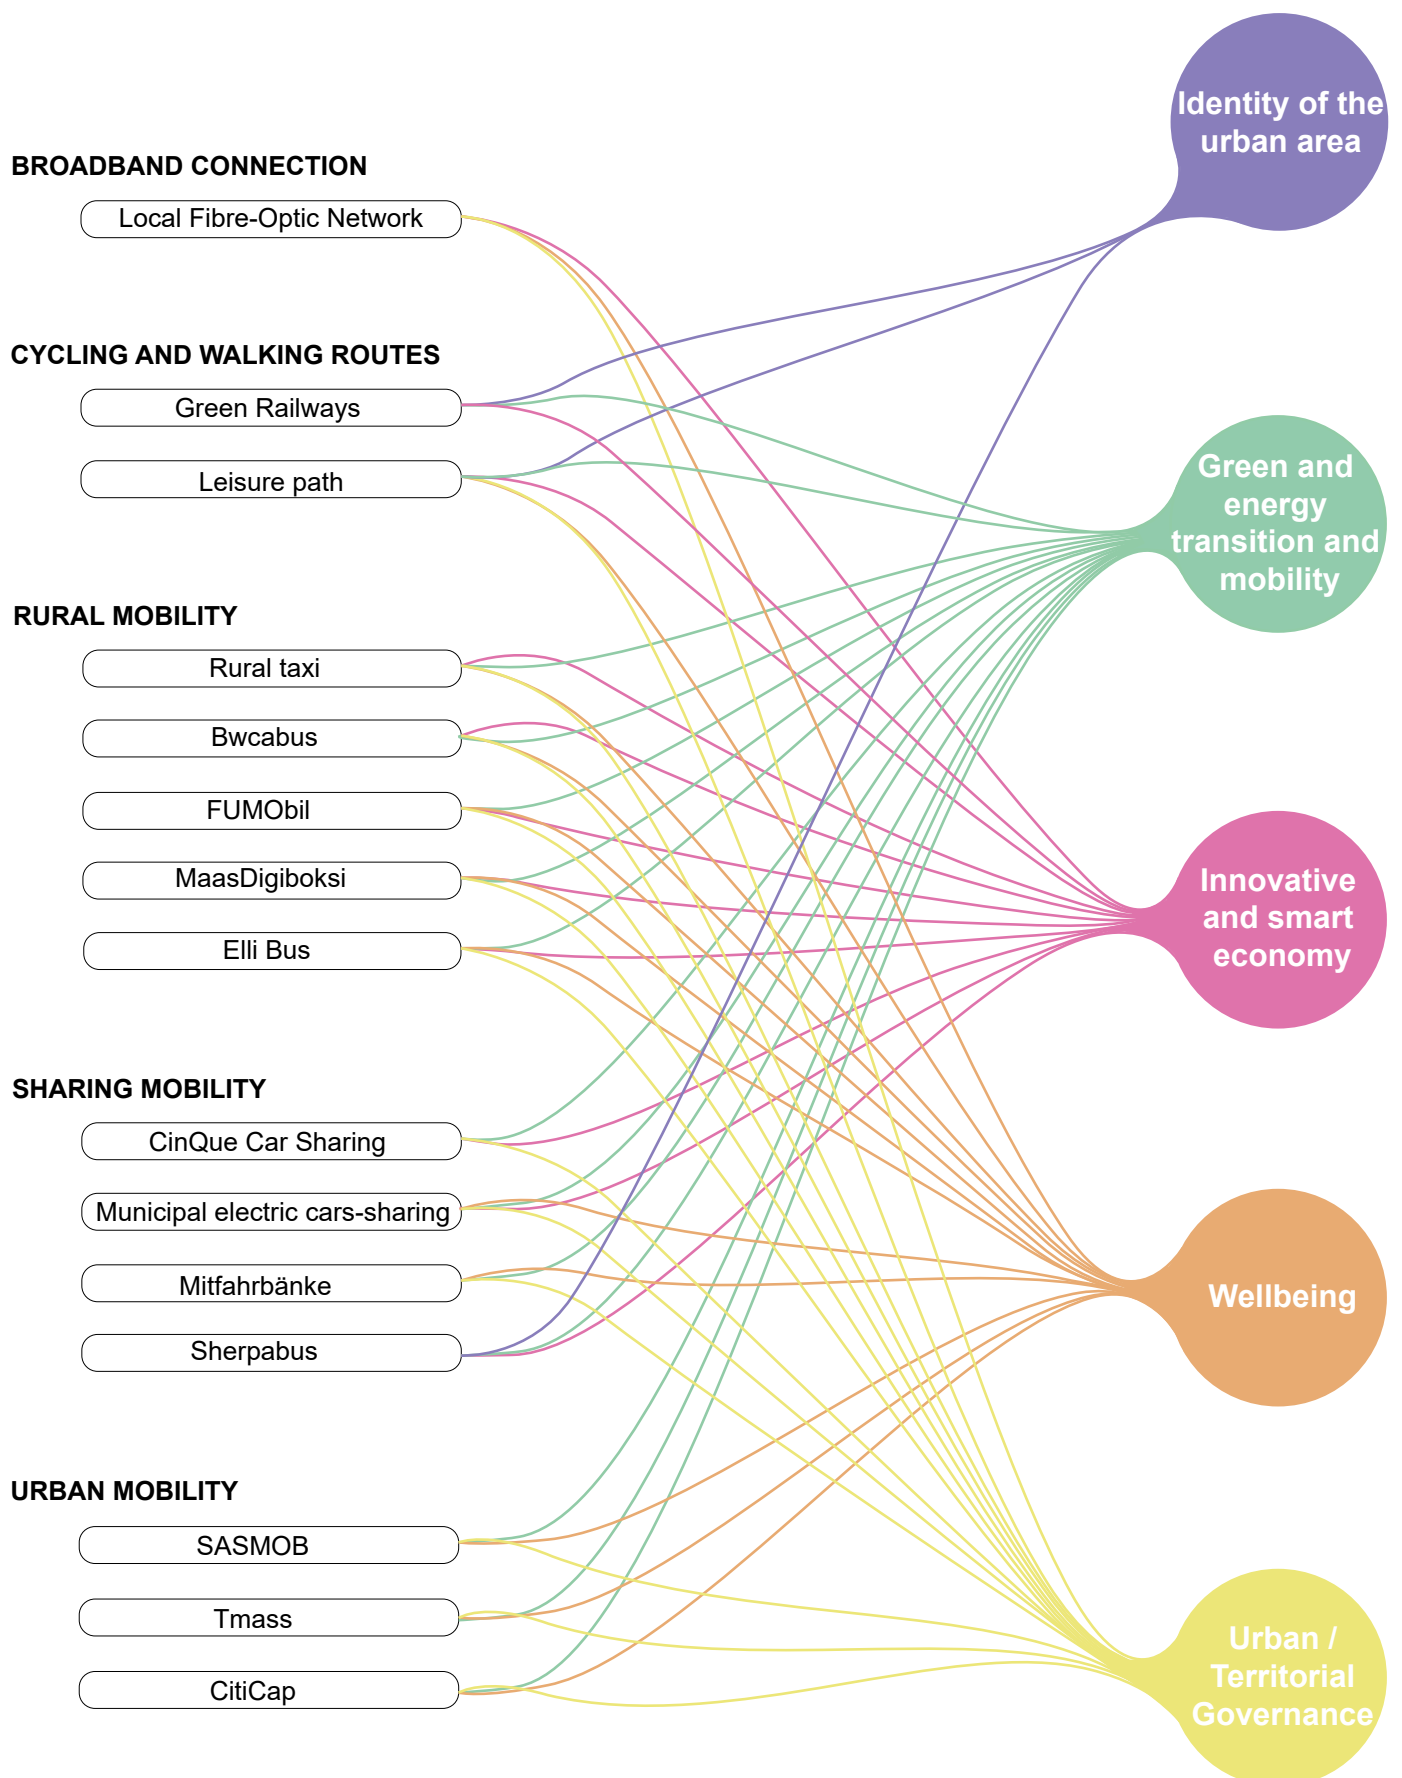 BROADBAND CONNECTION
Local Fibre-Optic Network
CYCLING AND WALKING ROUTES
Green Railways
Leisure path
RURAL MOBILITY
Rural taxi
Bwcabus
FUMObil
MaasDigiboksi
Elli Bus
SHARING MOBILITY
CinQue Car Sharing
Municipal electric cars-sharing
Mitfahrbänke
Sherpabus
URBAN MOBILITY
SASMOB
Tmass
CitiCap
Identity of the
urban area
Green and
energy
transition and
mobility
Innovative
and smart
economy
Wellbeing
Urban /
Territorial
Governance